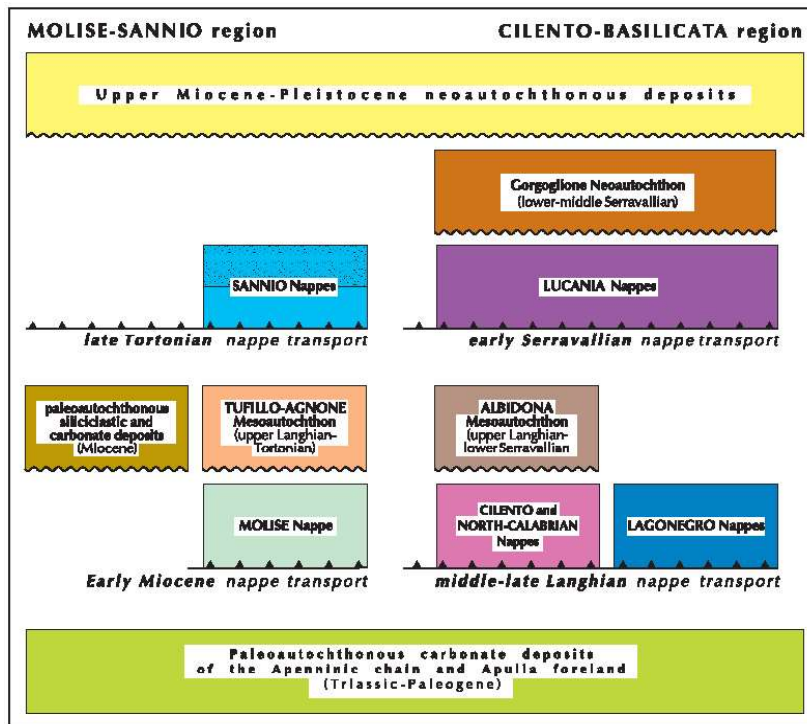 MOLISE-SANNIO region
CILENTO-BASILICATA region
Upper Miocene-Pleistocene neoautochthonous deposits
Gorgoglione Neoautochthon
(lower-middle Serravallian)
SANNIO Nappes
LUCANIA Nappes
late Tortonian nappe transport
early Serravallian nappe transport
paleoautochthonous
siliciclastic and
carbonate deposits
(Miocene)
TUFILLO-AGNONE
Mesoautochthon
(upper Langhian-
Tortonian)
ALBIDONA
Mesoautochthon
(upper Langhian-
lower Serravallian
MOLISE Nappe
CILENTO and
NORTH-CALABRIAN
Nappes
LAGONEGRO Nappes
Early Miocene nappe transport
middle-late Langhian nappe transport
Paleoautochthonous carbonate deposits
of the Apenninic chain and Apulia foreland
(Triassic-Paleogene)